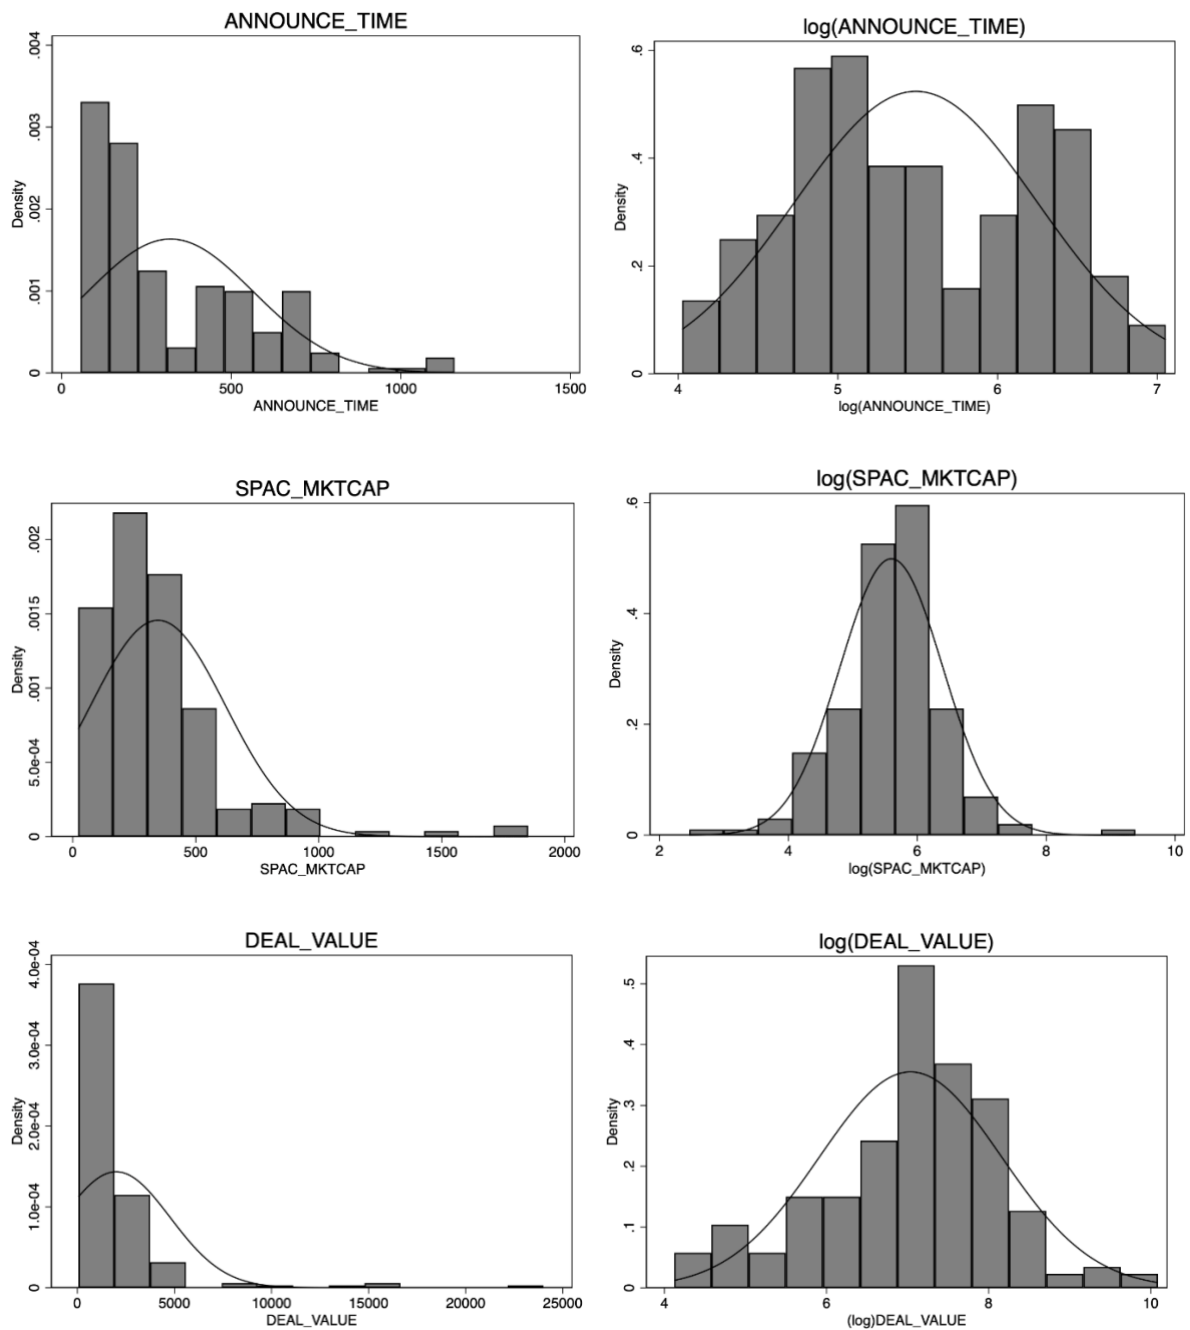 ANNOUNCE_TIME
.004
.003
.002
.001
0
Density
0 500 1000 1500
ANNOUNCE_TIME
log(ANNOUNCE_TIME)
.6
.4
.2
0
Density
4 5 6 7
log(ANNOUNCE_TIME)
SPAC_MKTCAP
.002
.0015
.001
5.0e-04
0
Density
0 500 1000 1500 2000
SPAC_MKTCAP
log(SPAC_MKTCAP)
.6
.4
.2
0
Density
2 4 6 8 10
log(SPAC_MKTCAP)
DEAL_VALUE
4.0e-04
3.0e-04
2.0e-04
1.0e-04
0
Density
0 5000 10000 15000 20000 25000
DEAL_VALUE
log(DEAL_VALUE)
.5
.4
.3
.2
.1
0
Density
4 6 8 10
(log)DEAL_VALUE